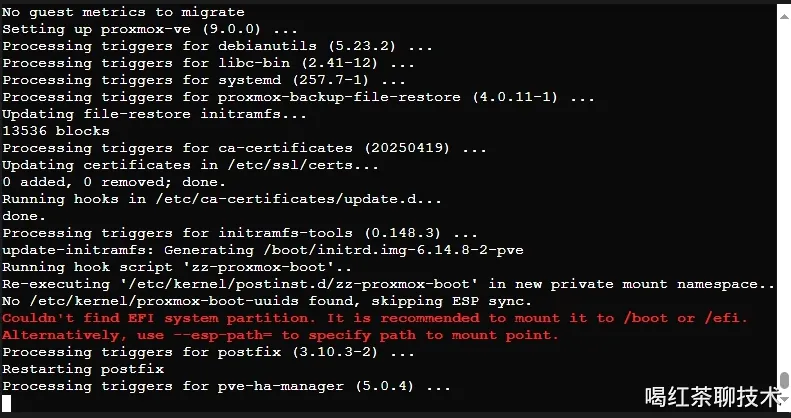 No guest metrics to migrate
Setting up proxmox-ve (9.0.0) ...
Processing triggers for debianutils (5.23.2) ...
Processing triggers for libc-bin (2.41-12) ...
Processing triggers for systemd (257.7-1) ...
Processing triggers for proxmox-backup-file-restore (4.0.11-1) ...
Updating file-restore initramfs...
13536 blocks
Processing triggers for ca-certificates (20250419) ...
Updating certificates in /etc/ssl/certs...
0 added, 0 removed; done.
Running hooks in /etc/ca-certificates/update.d...
done.
Processing triggers for initramfs-tools (0.148.3) ...
update-initramfs: Generating /boot/initrd.img-6.14.8-2-pve
Running hook script 'zz-proxmox-boot'..
Re-executing '/etc/kernel/postinst.d/zz-proxmox-boot' in new private mount namespace..
No /etc/kernel/proxmox-boot-uuids found, skipping ESP sync.
Couldn't find EFI system partition. It is recommended to mount it to /boot or /efi.
Alternatively, use --esp-path= to specify path to mount point.
Processing triggers for postfix (3.10.3-2) ...
Restarting postfix
Processing triggers for pve-ha-manager (5.0.4) ...
喝红茶聊技术